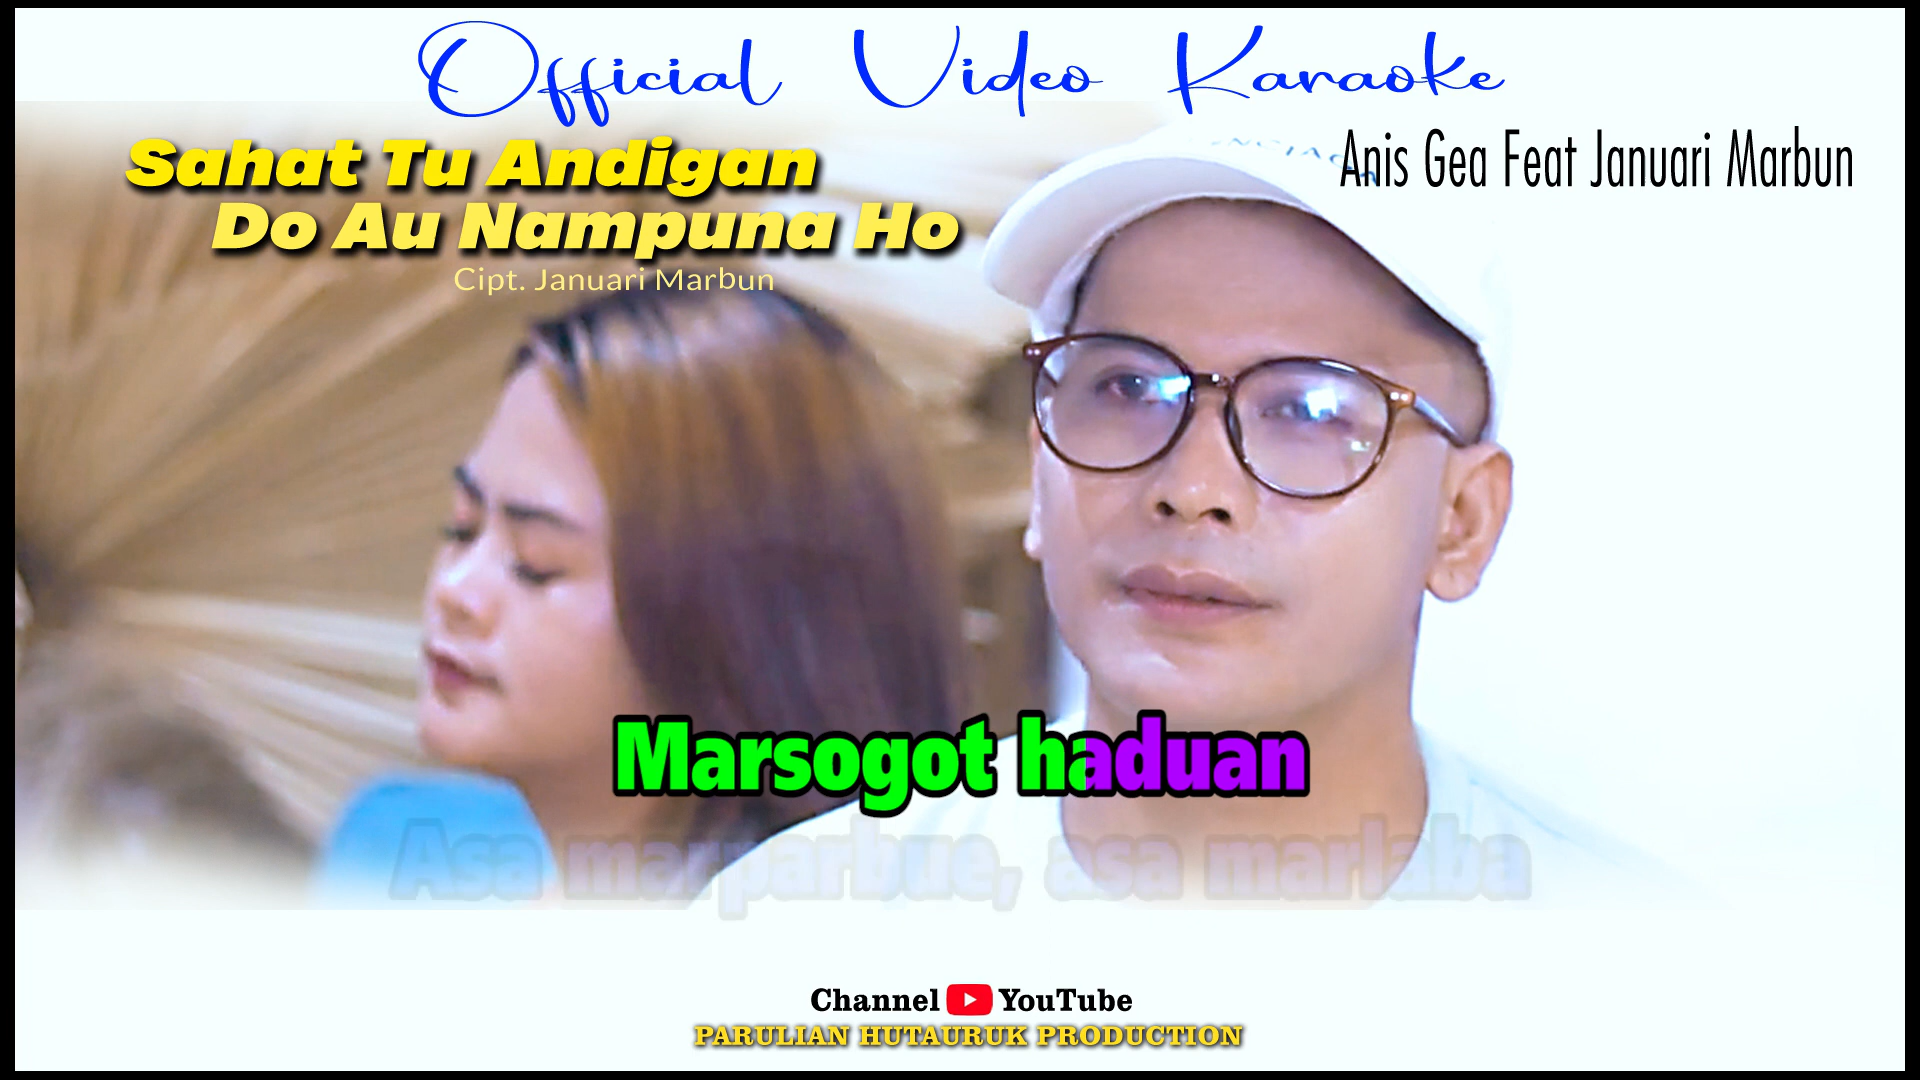 Official Video Karaoke
Anis Gea Feat Januari Marbun
Sahat Tu Andigan
Do Au Nampuna Ho
Cipt. Januari Marbun
Marsogot haduan
Asa marparbue, asa marlaba
Channel YouTube
PARULIAN HUTAURUK PRODUCTION